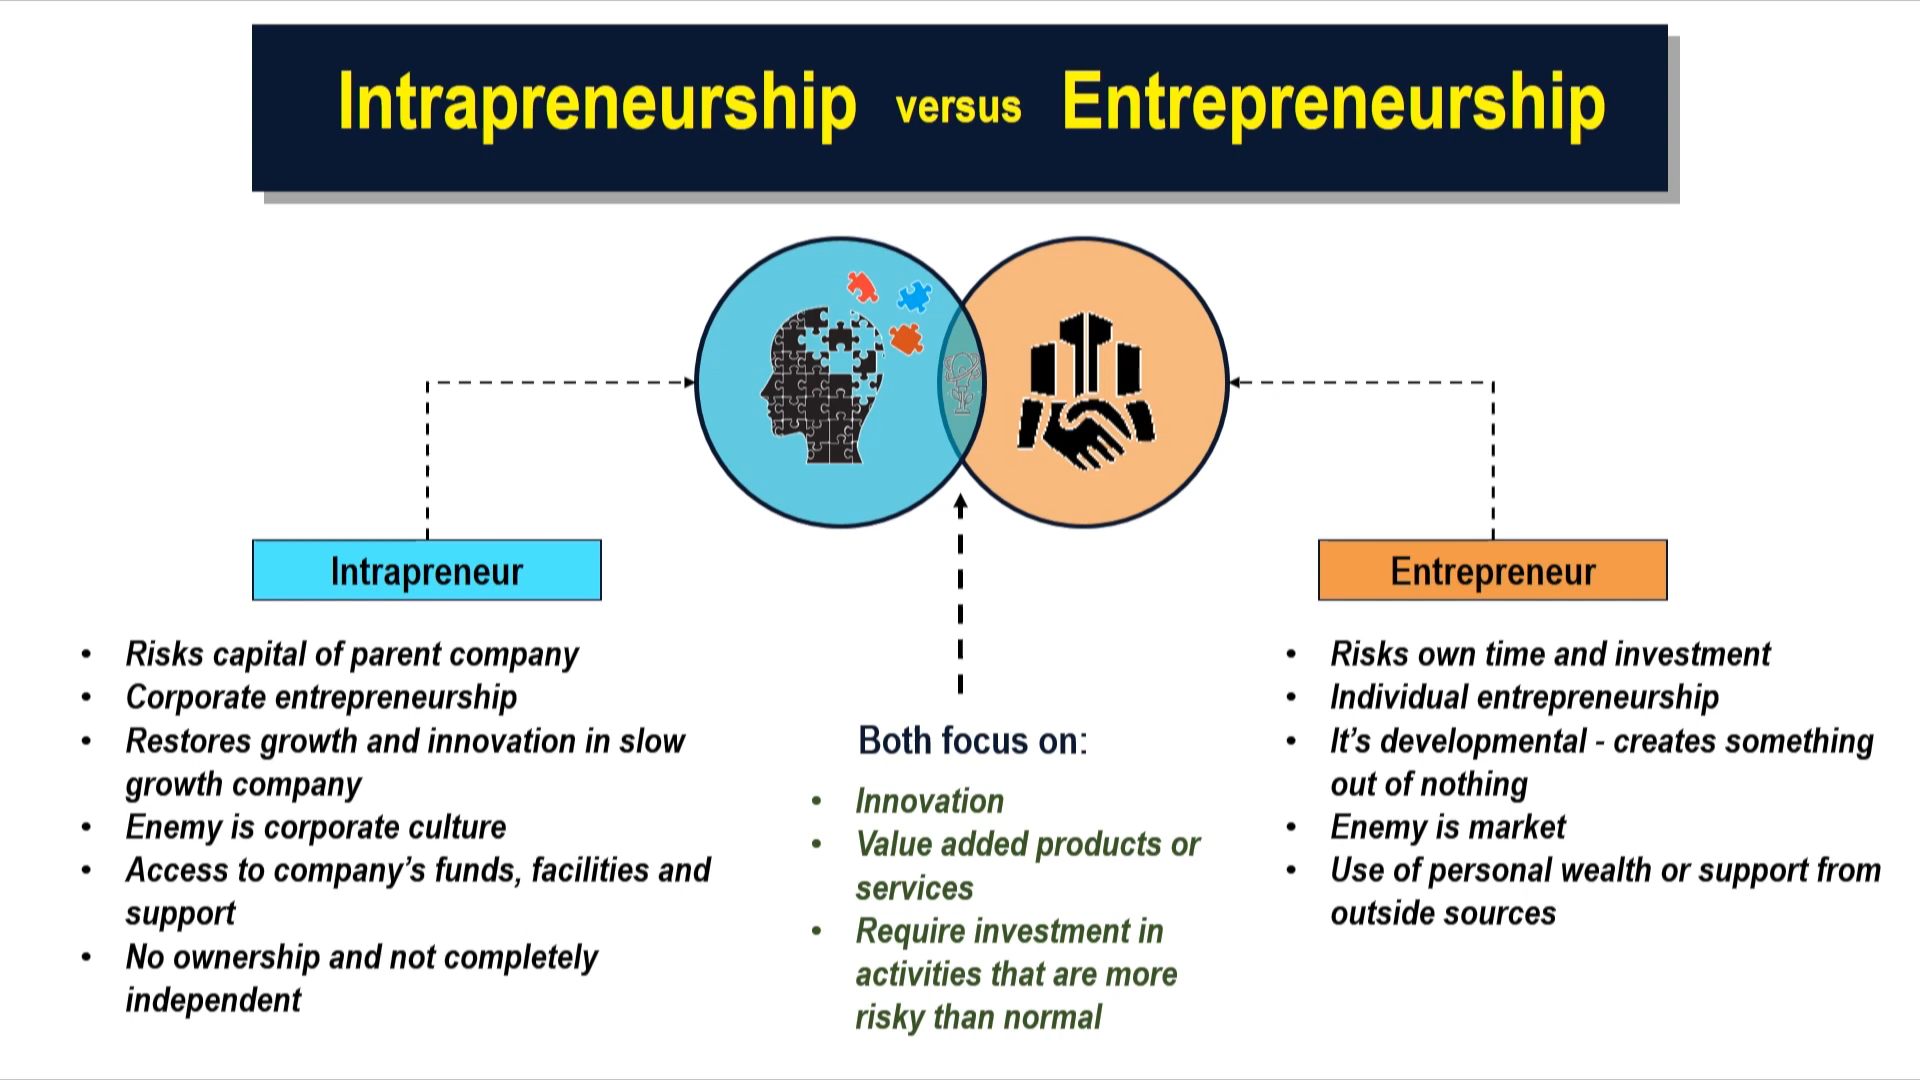 Intrapreneurship versus Entrepreneurship
Intrapreneur
• Risks capital of parent company
• Corporate entrepreneurship
• Restores growth and innovation in slow
growth company
• Enemy is corporate culture
• Access to company’s funds, facilities and
support
• No ownership and not completely
independent
Both focus on:
• Innovation
• Value added products or
services
• Require investment in
activities that are more
risky than normal
Entrepreneur
• Risks own time and investment
• Individual entrepreneurship
• It’s developmental - creates something
out of nothing
• Enemy is market
• Use of personal wealth or support from
outside sources